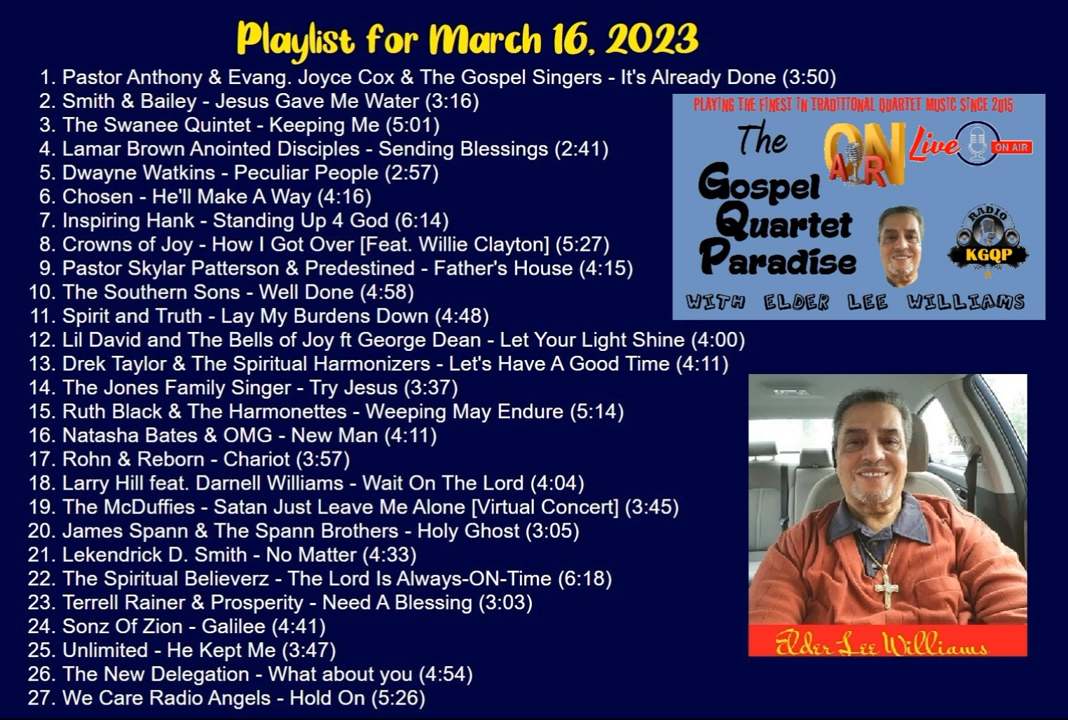 Playlist for March 16, 2023
1. Pastor Anthony & Evang. Joyce Cox & The Gospel Singers - It's Already Done (3:50)
2. Smith & Bailey - Jesus Gave Me Water (3:16)
3. The Swanee Quintet - Keeping Me (5:01)
4. Lamar Brown Anointed Disciples - Sending Blessings (2:41)
5. Dwayne Watkins - Peculiar People (2:57)
6. Chosen - He'll Make A Way (4:16)
7. Inspiring Hank - Standing Up 4 God (6:14)
8. Crowns of Joy - How I Got Over [Feat. Willie Clayton] (5:27)
9. Pastor Skylar Patterson & Predestined - Father's House (4:15)
10. The Southern Sons - Well Done (4:58)
11. Spirit and Truth - Lay My Burdens Down (4:48)
12. Lil David and The Bells of Joy ft George Dean - Let Your Light Shine (4:00)
13. Drek Taylor & The Spiritual Harmonizers - Let's Have A Good Time (4:11)
14. The Jones Family Singer - Try Jesus (3:37)
15. Ruth Black & The Harmonettes - Weeping May Endure (5:14)
16. Natasha Bates & OMG - New Man (4:11)
17. Rohn & Reborn - Chariot (3:57)
18. Larry Hill feat. Darnell Williams - Wait On The Lord (4:04)
19. The McDuffies - Satan Just Leave Me Alone [Virtual Concert] (3:45)
20. James Spann & The Spann Brothers - Holy Ghost (3:05)
21. Lekendrick D. Smith - No Matter (4:33)
22. The Spiritual Believerz - The Lord Is Always-ON-Time (6:18)
23. Terrell Rainer & Prosperity - Need A Blessing (3:03)
24. Sonz Of Zion - Galilee (4:41)
25. Unlimited - He Kept Me (3:47)
26. The New Delegation - What about you (4:54)
27. We Care Radio Angels - Hold On (5:26)
PLAYING THE FINEST IN TRADITIONAL QUARTET MUSIC SINCE 2015
The
Gospel
Quartet
Paradise
ON
AIR
Live
ON AIR
RADIO
KGQP
WITH ELDER LEE WILLIAMS
Elder Lee Williams